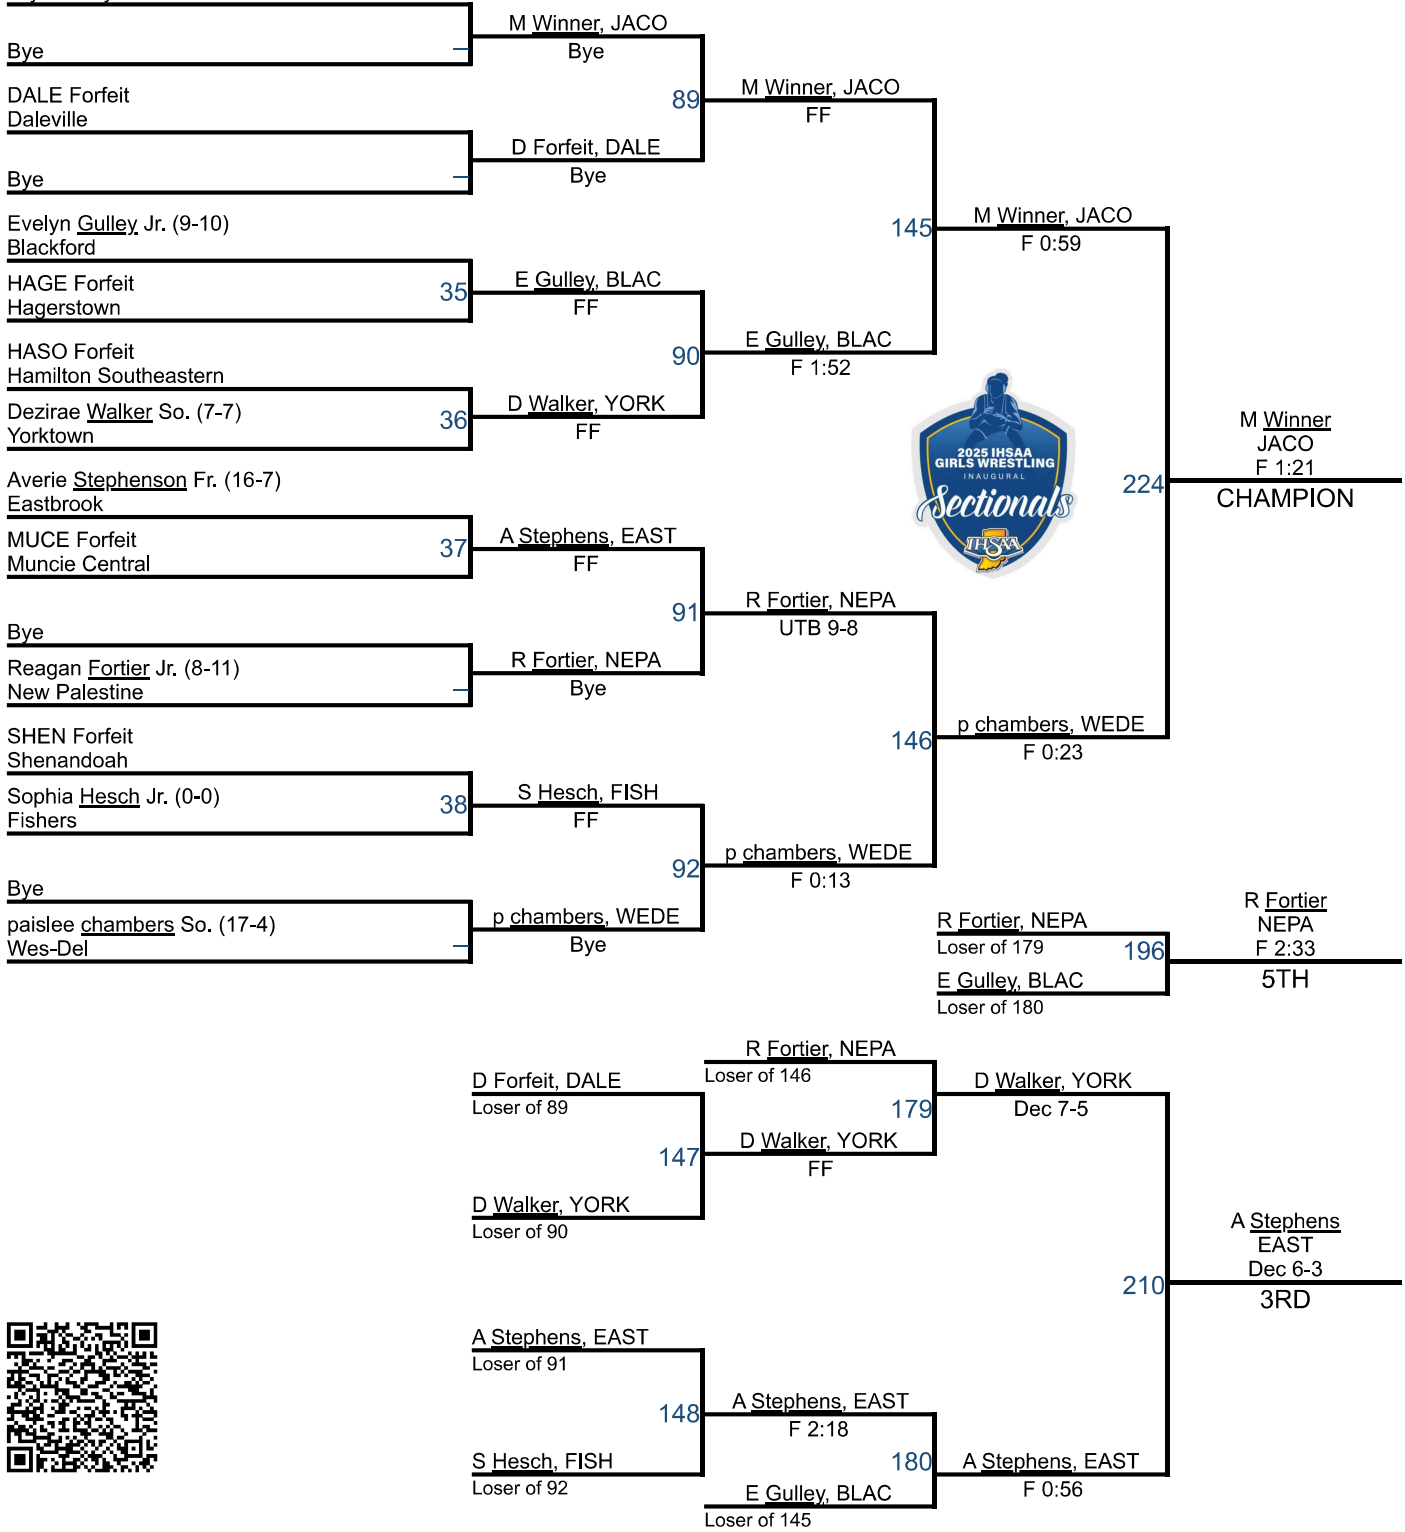 M Winner, JACO
Bye
Bye
DALE Forfeit
Daleville
89
M Winner, JACO
FF
D Forfeit, DALE
Bye
Bye
Evelyn Gulley Jr. (9-10)
Blackford
145
M Winner, JACO
F 0:59
HAGE Forfeit
Hagerstown
35
E Gulley, BLAC
FF
HASO Forfeit
Hamilton Southeastern
90
E Gulley, BLAC
F 1:52
Dezirae Walker So. (7-7)
Yorktown
36
D Walker, YORK
FF
2025 IHSAA
GIRLS WRESTLING
INAUGURAL
Sectionals
IHSAA
224
M Winner
JACO
F 1:21
CHAMPION
Averie Stephenson Fr. (16-7)
Eastbrook
MUCE Forfeit
Muncie Central
37
A Stephens, EAST
FF
91
R Fortier, NEPA
UTB 9-8
Bye
Reagan Fortier Jr. (8-11)
New Palestine
R Fortier, NEPA
Bye
146
p chambers, WEDE
F 0:23
SHEN Forfeit
Shenandoah
Sophia Hesch Jr. (0-0)
Fishers
38
S Hesch, FISH
FF
92
p chambers, WEDE
F 0:13
Bye
paislee chambers So. (17-4)
Wes-Del
p chambers, WEDE
Bye
R Fortier, NEPA
Loser of 179
196
E Gulley, BLAC
Loser of 180
R Fortier
NEPA
F 2:33
5TH
R Fortier, NEPA
Loser of 146
D Forfeit, DALE
Loser of 89
179
D Walker, YORK
Dec 7-5
147
D Walker, YORK
FF
D Walker, YORK
Loser of 90
210
A Stephens
EAST
Dec 6-3
3RD
A Stephens, EAST
Loser of 91
148
A Stephens, EAST
F 2:18
S Hesch, FISH
Loser of 92
180
A Stephens, EAST
F 0:56
E Gulley, BLAC
Loser of 145